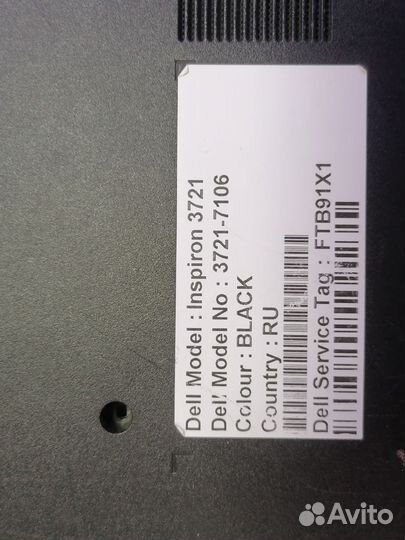 Dell Model : Inspiron 3721
Dell Model No : 3721-7106
Colour : BLACK
Country : RU
Dell Service Tag : FTB91X1
Avito